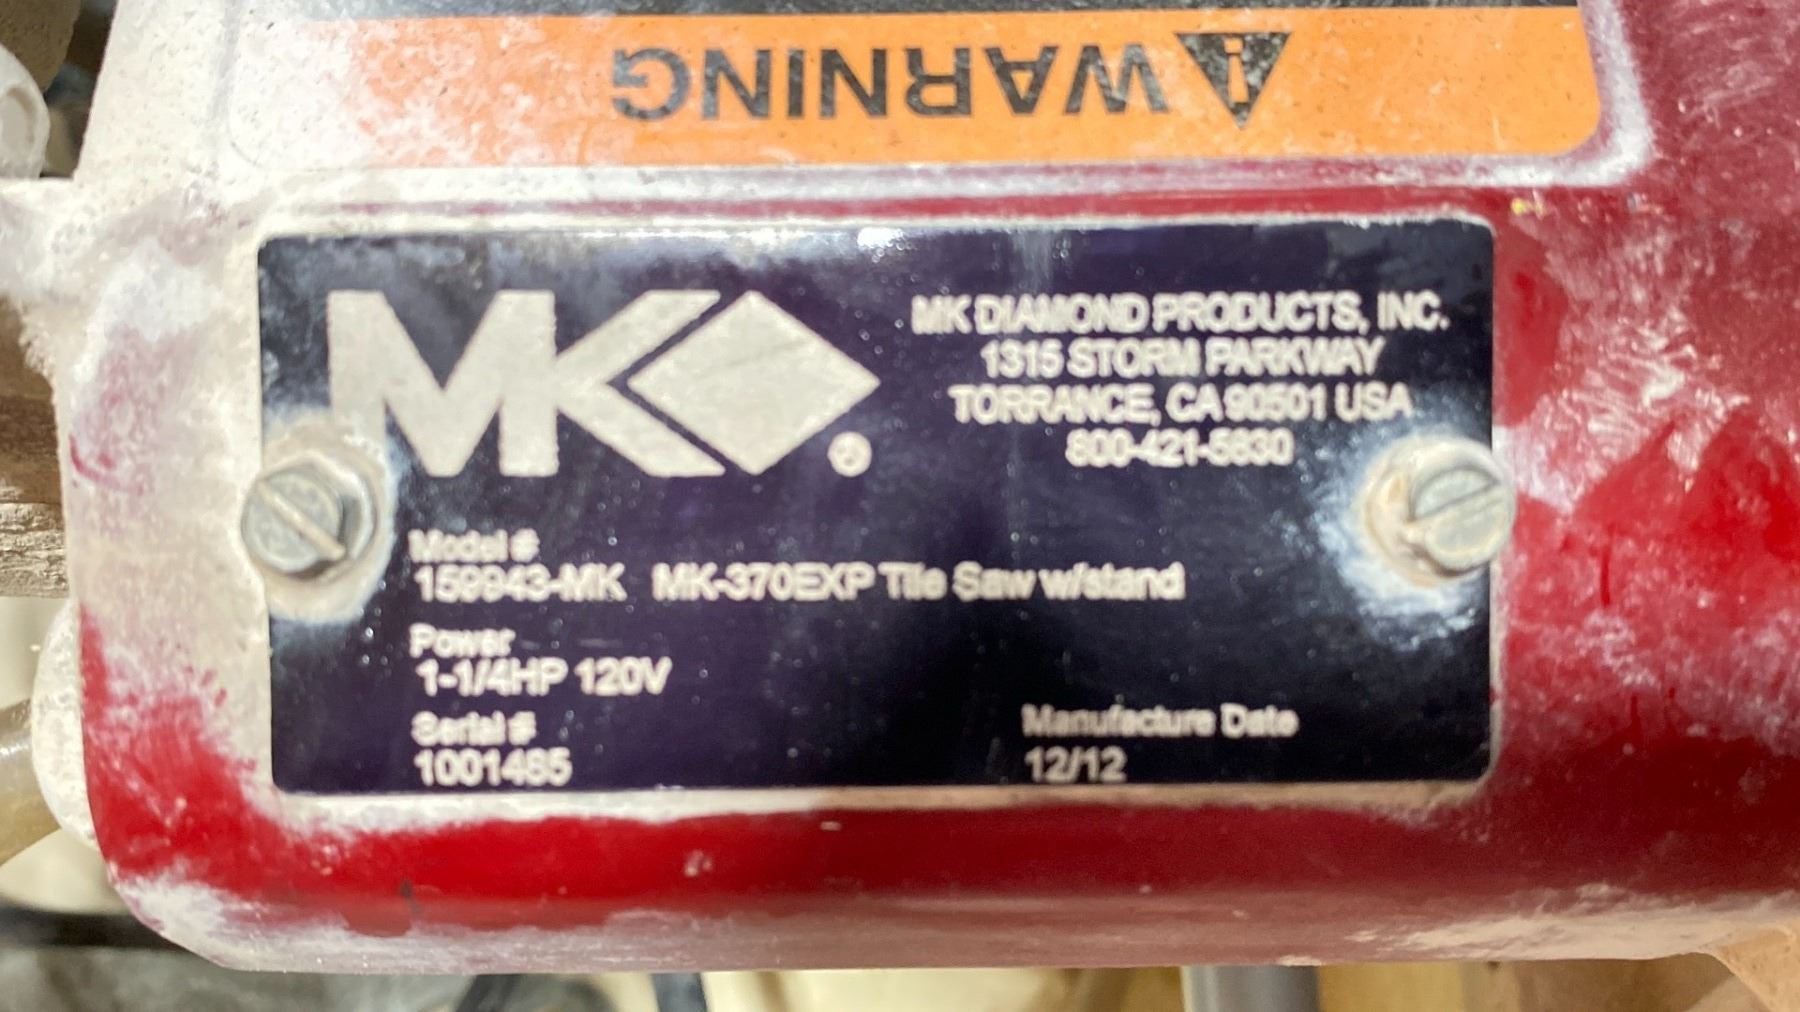 WARNING
MK
MK DIAMOND PRODUCTS, INC.
1315 STORM PARKWAY
TORRANCE, CA 90501 USA
800-421-5830
Model #
159943-MK MK-370EXP Tile Saw w/stand
Power
1-1/4HP 120V
Serial #
1001485
Manufacture Date
12/12